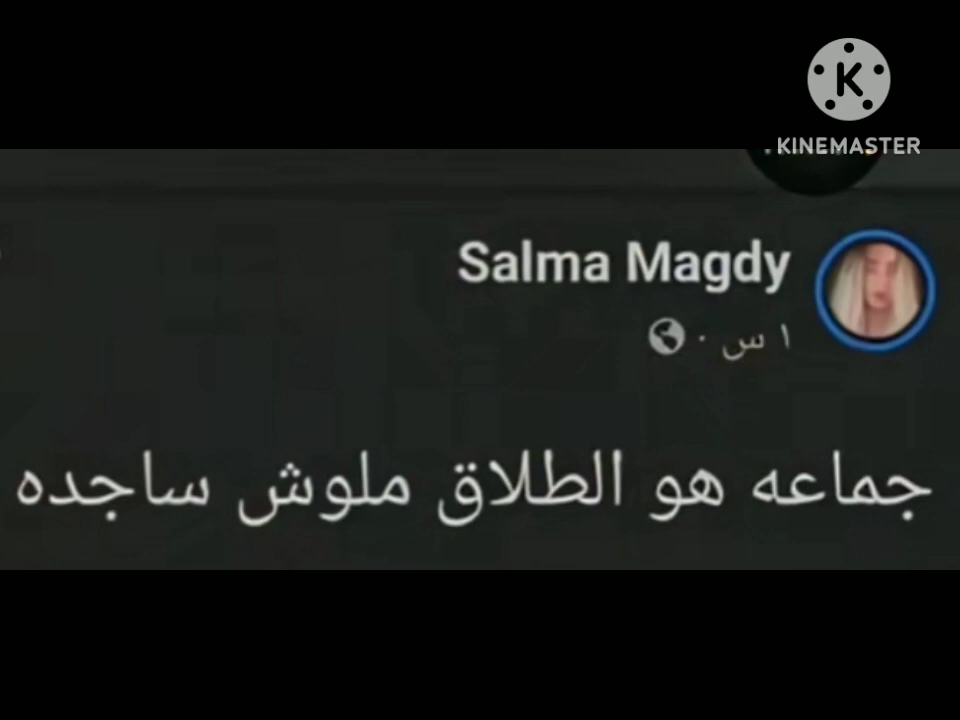 KINEMASTER
Salma Magdy
١ س ·
جماعه هو الطلاق ملوش ساجده